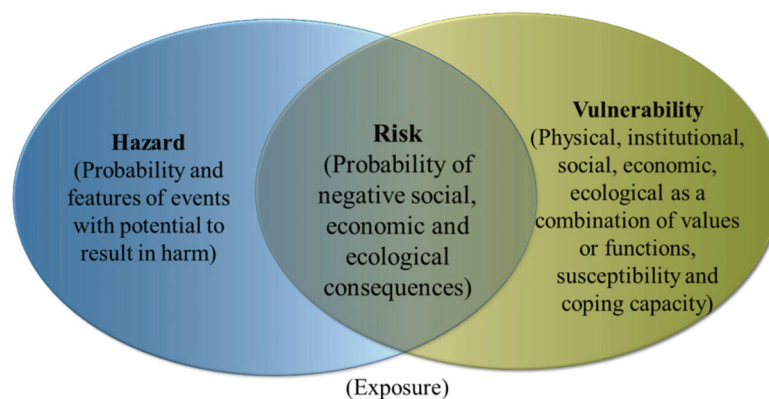 Hazard
(Probability and
features of events
with potential to
result in harm)
Risk
(Probability of
negative social,
economic and
ecological
consequences)
Vulnerability
(Physical, institutional,
social, economic,
ecological as a
combination of values
or functions,
susceptibility and
coping capacity)
(Exposure)